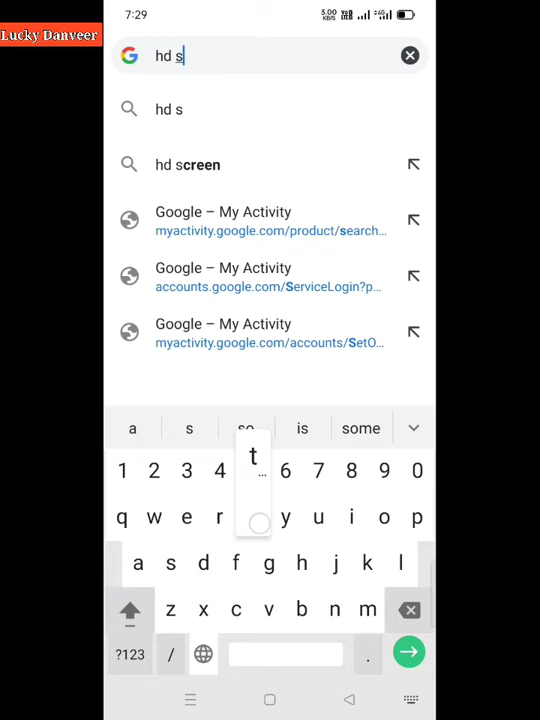 7:29
3.00 KB/S
Lucky Danveer
hd s
hd s
hd screen
Google – My Activity
myactivity.google.com/product/search...
Google – My Activity
accounts.google.com/ServiceLogin?p...
Google – My Activity
myactivity.google.com/accounts/SetO...
a s so is some
t
...
1 2 3 4 6 7 8 9 0
q w e r y u i o p
a s d f g h j k l
z x c v b n m
?123 / .